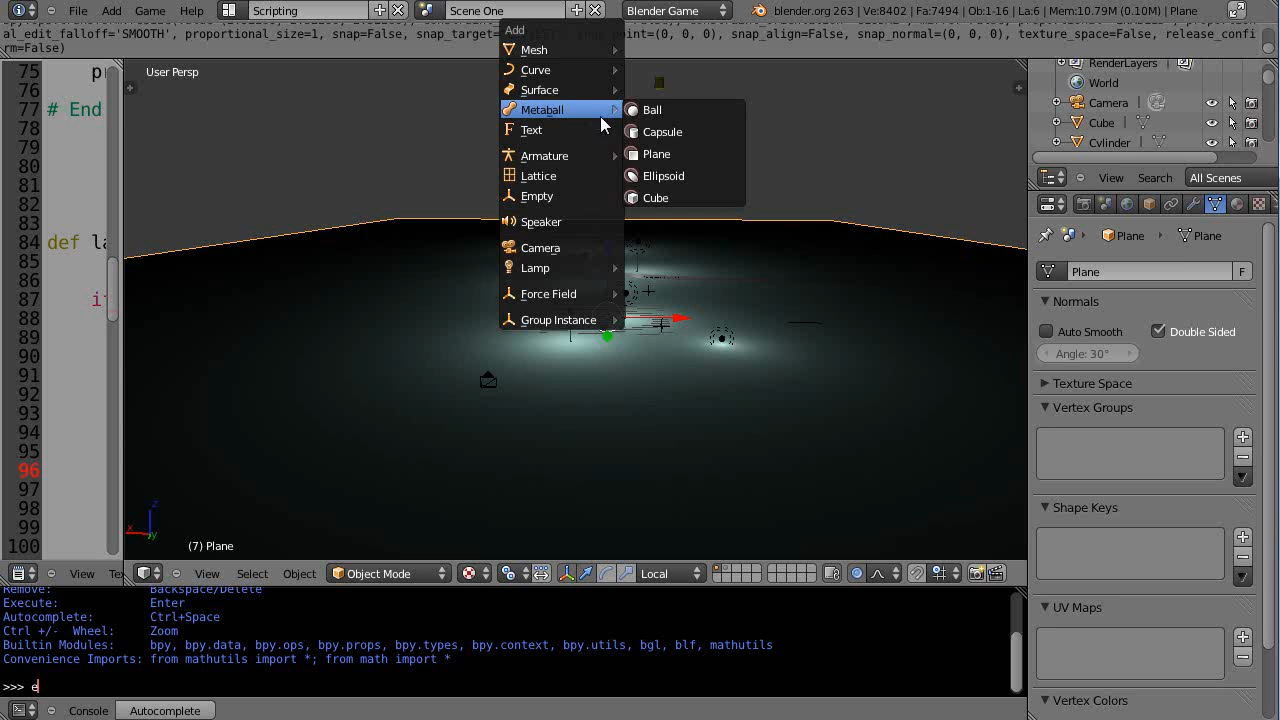 File Add Game Help Scripting Scene One Blender Game blender.org 263 | Ve:8402 | Fa:7494 | Ob:1-16 | La:6 | Mem:10.79M (0.10M) | Plane
al_edit_falloff='SMOOTH', proportional_size=1, snap=False, snap_target= point=(0, 0, 0), snap_align=False, snap_normal=(0, 0, 0), texture_space=False, release_confi
rm=False)
75 pr
76
77 # End
78
79
80
81
82
83
84 def la
85
86
87 if
88
89
90
91
92
93
94
95
96
97
98
99
100
View Te
User Persp
Add
Mesh
Curve
Surface
Metaball
Text
Armature
Lattice
Empty
Speaker
Camera
Lamp
Force Field
Group Instance
Ball
Capsule
Plane
Ellipsoid
Cube
x
y
z
(7) Plane
View Select Object Object Mode Local
RenderLayers
World
Camera
Cube
Cylinder
View Search All Scenes
Plane Plane
Plane F
Normals
Auto Smooth Double Sided
Angle: 30°
Texture Space
Vertex Groups
Shape Keys
UV Maps
Vertex Colors
Remove: Backspace/Delete
Execute: Enter
Autocomplete: Ctrl+Space
Ctrl +/- Wheel: Zoom
Builtin Modules: bpy, bpy.data, bpy.ops, bpy.props, bpy.types, bpy.context, bpy.utils, bgl, blf, mathutils
Convenience Imports: from mathutils import *; from math import *
>>> e
Console Autocomplete